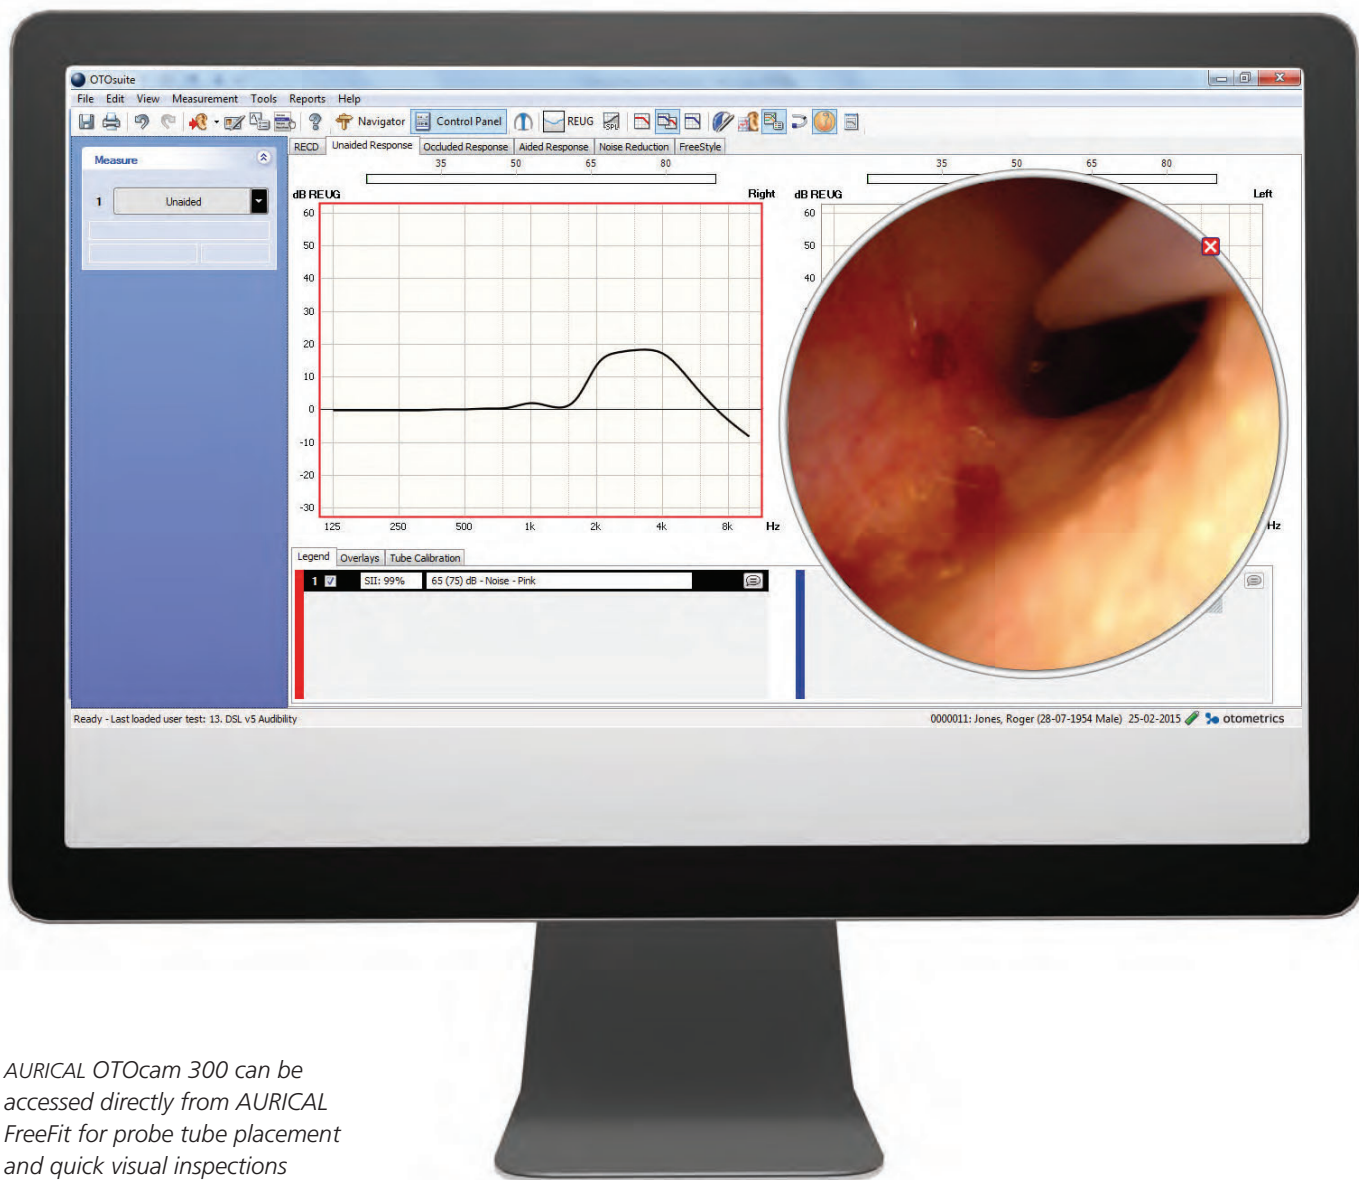 OTOsuite
File Edit View Measurement Tools Reports Help
Navigator Control Panel REUG SPL
RECD Unaided Response Occluded Response Aided Response Noise Reduction FreeStyle
Measure
1 Unaided
35 50 65 80
dB REUG Right
60
50
40
30
20
10
0
-10
-20
-30
125 250 500 1k 2k 4k 8k Hz
35 50 65 80
dB REUG Left
60
50
40
Hz
Legend Overlays Tube Calibration
1 SII: 99% 65 (75) dB - Noise - Pink
Ready - Last loaded user test: 13. DSL v5 Audibility
0000011: Jones, Roger (28-07-1954 Male) 25-02-2015 otometrics
AURICAL OTOcam 300 can be
accessed directly from AURICAL
FreeFit for probe tube placement
and quick visual inspections